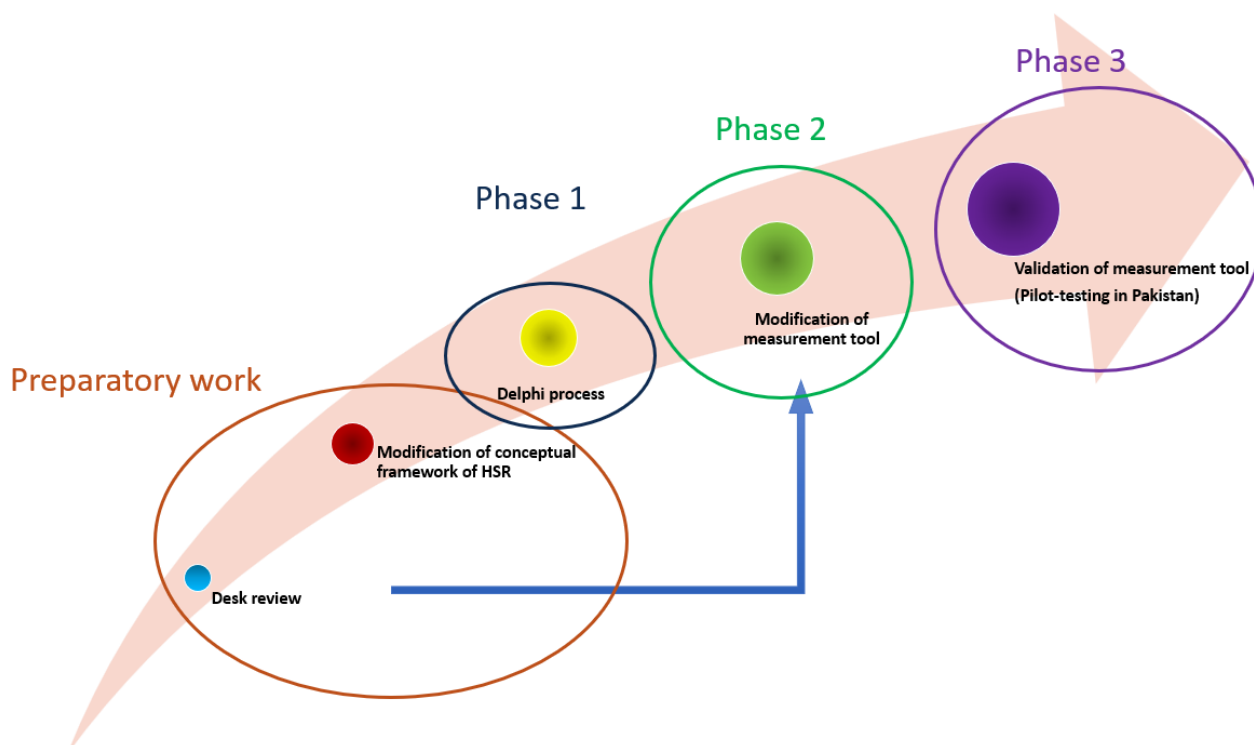 Phase 3
Phase 2
Phase 1
Validation of measurement tool
(Pilot-testing in Pakistan)
Modification of
measurement tool
Preparatory work
Delphi process
Modification of conceptual
framework of HSR
Desk review